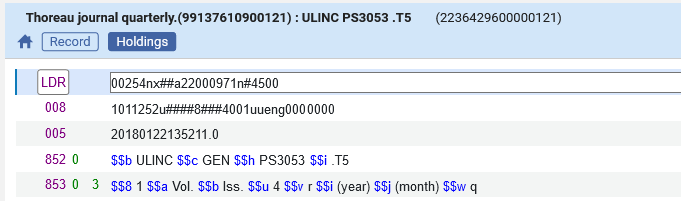 Thoreau journal quarterly.(99137610900121) : ULINC PS3053 .T5 (2236429600000121)
Record Holdings
LDR 00254nx##a22000971n#4500
008 1011252u####8###4001uueng0000000
005 20180122135211.0
852 0 $$b ULINC $$c GEN $$h PS3053 $$i .T5
853 0 3 $$8 1 $$a Vol. $$b Iss. $$u 4 $$v r $$i (year) $$j (month) $$w q